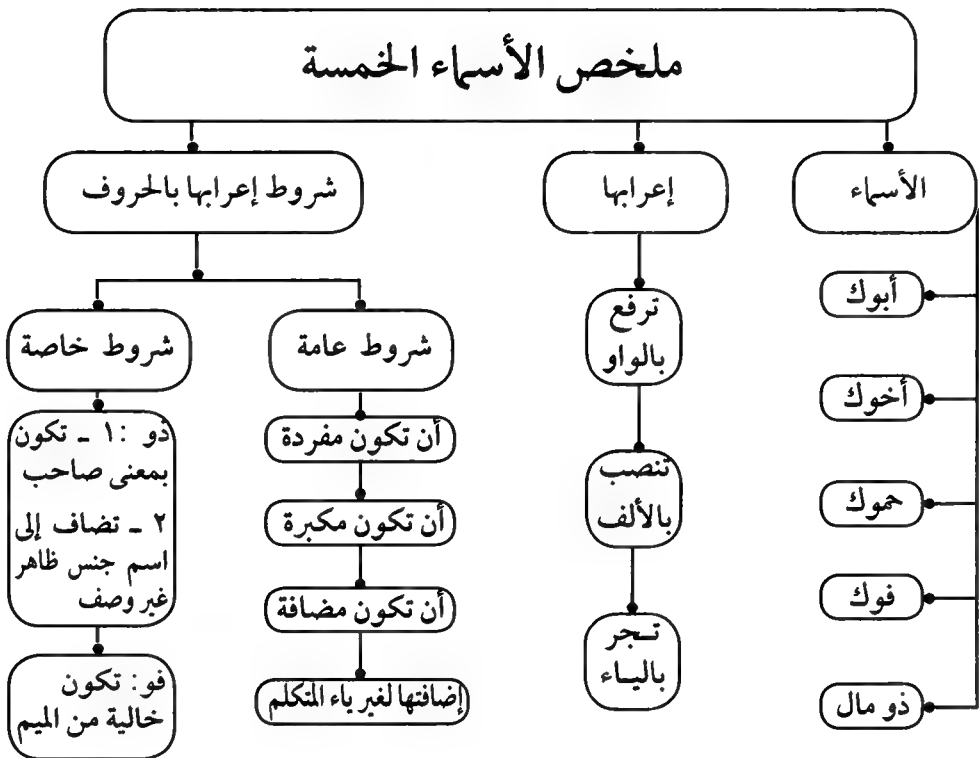 ملخص الأسماء الخمسة
الأسماء
أبوك
أخوك
حموك
فوك
ذو مال
إعرابها
ترفع
بالواو
تنصب
بالألف
تـجر
باليـاء
شروط إعرابها بالحروف
شروط عامة
أن تكون مفردة
أن تكون مكبرة
أن تكون مضافة
إضافتها لغير ياء المتكلم
شروط خاصة
ذو : ١ ـ تكون
بمعنى صاحب
٢ ـ تضاف إلى
اسم جنس ظاهر
غير وصف
فو : تكون
خالية من الميم